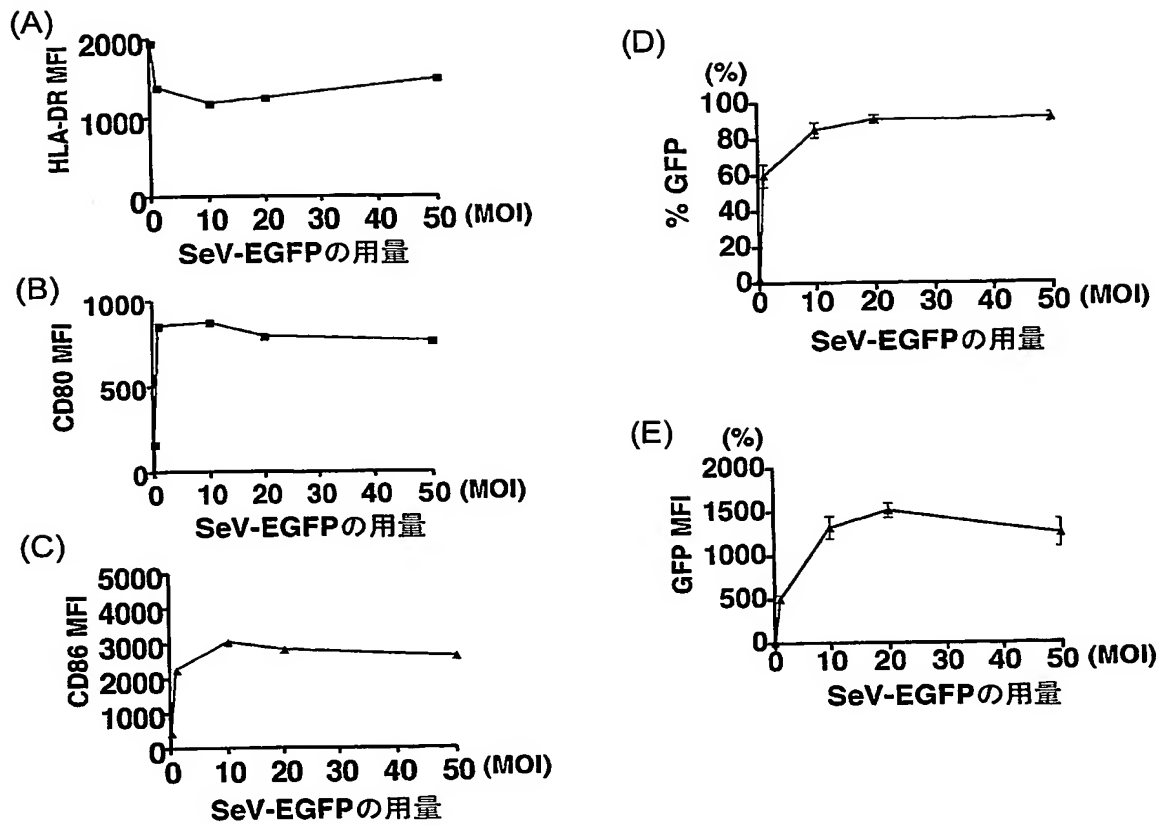 (A)
HLA-DR MFI
2000
1000
0
0 10 20 30 40 50 (MOI)
SeV-EGFPの用量
(B)
CD80 MFI
1000
500
0
0 10 20 30 40 50 (MOI)
SeV-EGFPの用量
(C)
CD86 MFI
5000
4000
3000
2000
1000
0
0 10 20 30 40 50 (MOI)
SeV-EGFPの用量
(D)
(%)
% GFP
100
80
60
40
20
0
0 10 20 30 40 50 (MOI)
SeV-EGFPの用量
(E)
(%)
GFP MFI
2000
1500
1000
500
0
0 10 20 30 40 50 (MOI)
SeV-EGFPの用量